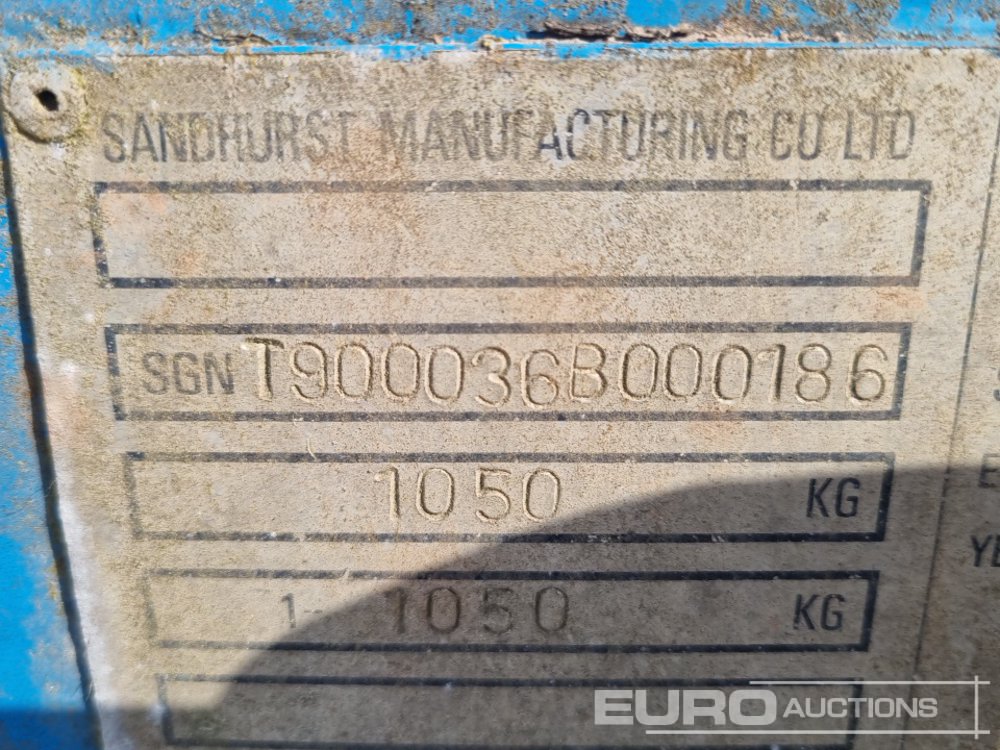 SANDHURST MANUFACTURING CO LTD
SGN T900036B000186
1050 KG
1- 1050 KG
EURO AUCTIONS